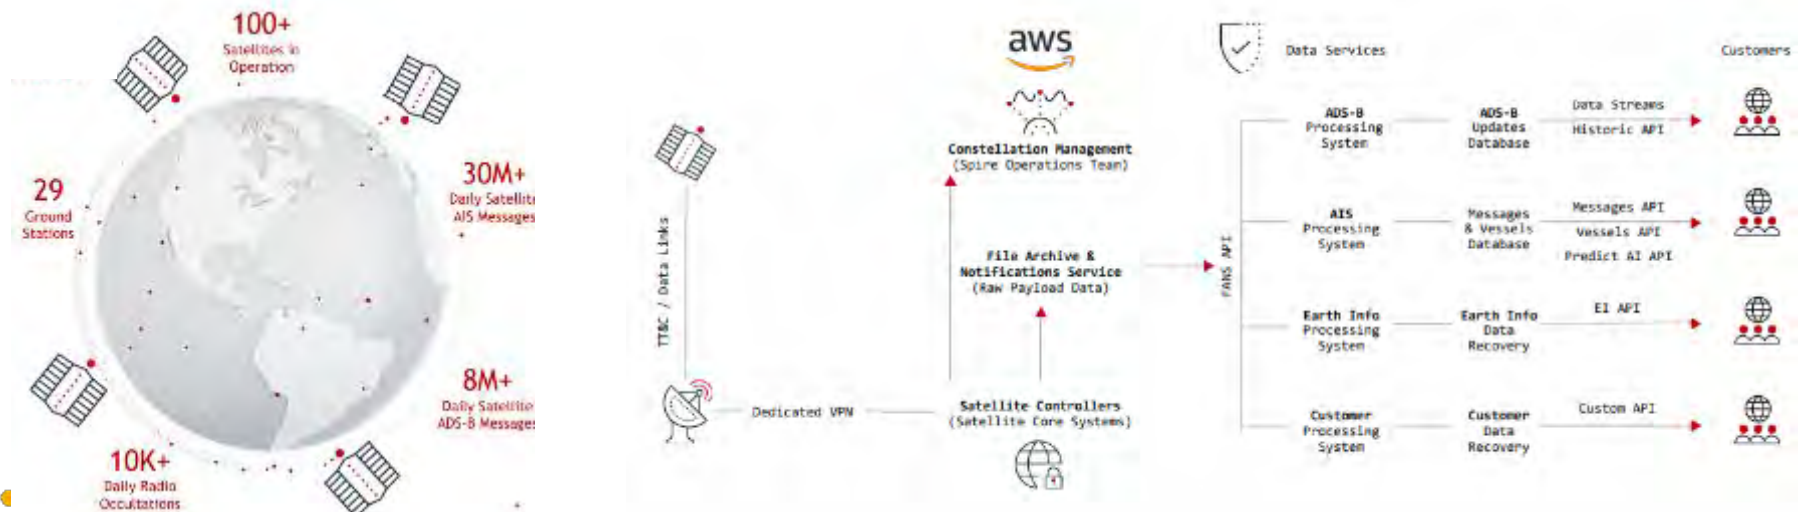 100+
Satellites in
Operation
29
Ground
Stations
30M+
Daily Satellite
AIS Messages
8M+
Daily Satellite
ADS-B Messages
10K+
Daily Radio
Occultations
TT&C / Data Links
Dedicated VPN
aws
Constellation Management
(Spire Operations Team)
File Archive &
Notifications Service
(Raw Payload Data)
Satellite Controllers
(Satellite Core Systems)
Data Services
Customers
FANS API
ADS-B
Processing
System
ADS-B
Updates
Database
Data Streams
Historic API
AIS
Processing
System
Messages
& Vessels
Database
Messages API
Vessels API
Predict AI API
Earth Info
Processing
System
Earth Info
Data
Recovery
EI API
Customer
Processing
System
Customer
Data
Recovery
Custom API